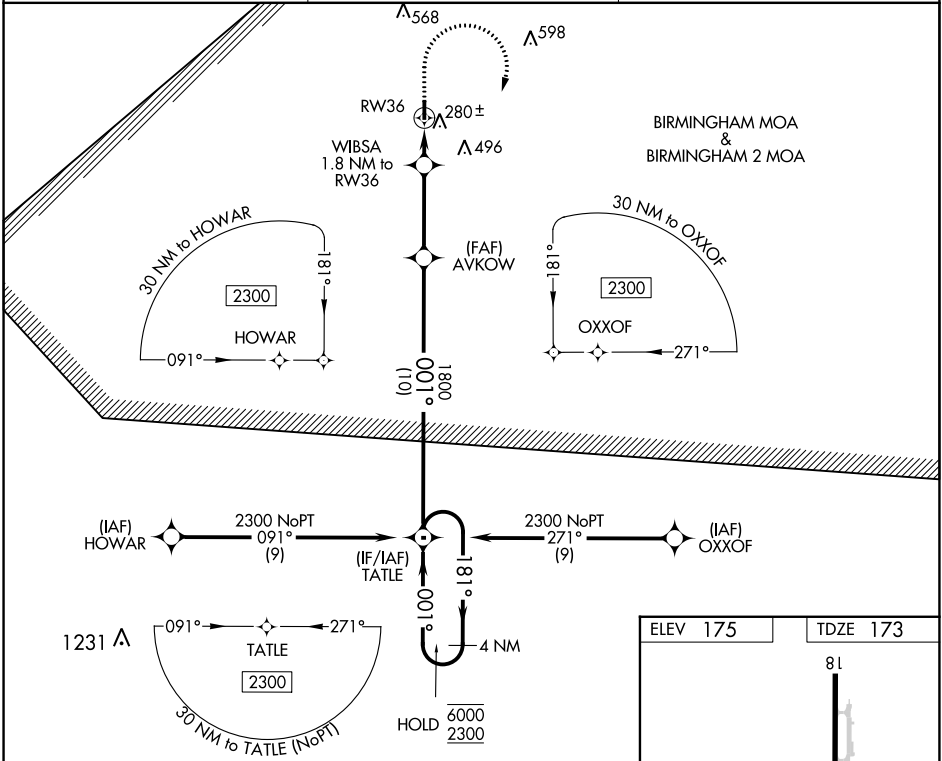 568
598
RW36
280±
WIBSA
1.8 NM to
RW36
496
BIRMINGHAM MOA
&
BIRMINGHAM 2 MOA
30 NM to HOWAR
181°
2300
HOWAR
091°
(FAF)
AVKOW
30 NM to OXXOF
181°
2300
OXXOF
271°
1800
001°
(10)
(IAF)
HOWAR
2300 NoPT
091°
(9)
(IF/IAF)
TATLE
2300 NoPT
271°
(9)
(IAF)
OXXOF
181°
001°
4 NM
HOLD
6000
2300
1231
091°
271°
TATLE
2300
30 NM to TATLE (NoPT)
ELEV 175
TDZE 173
18